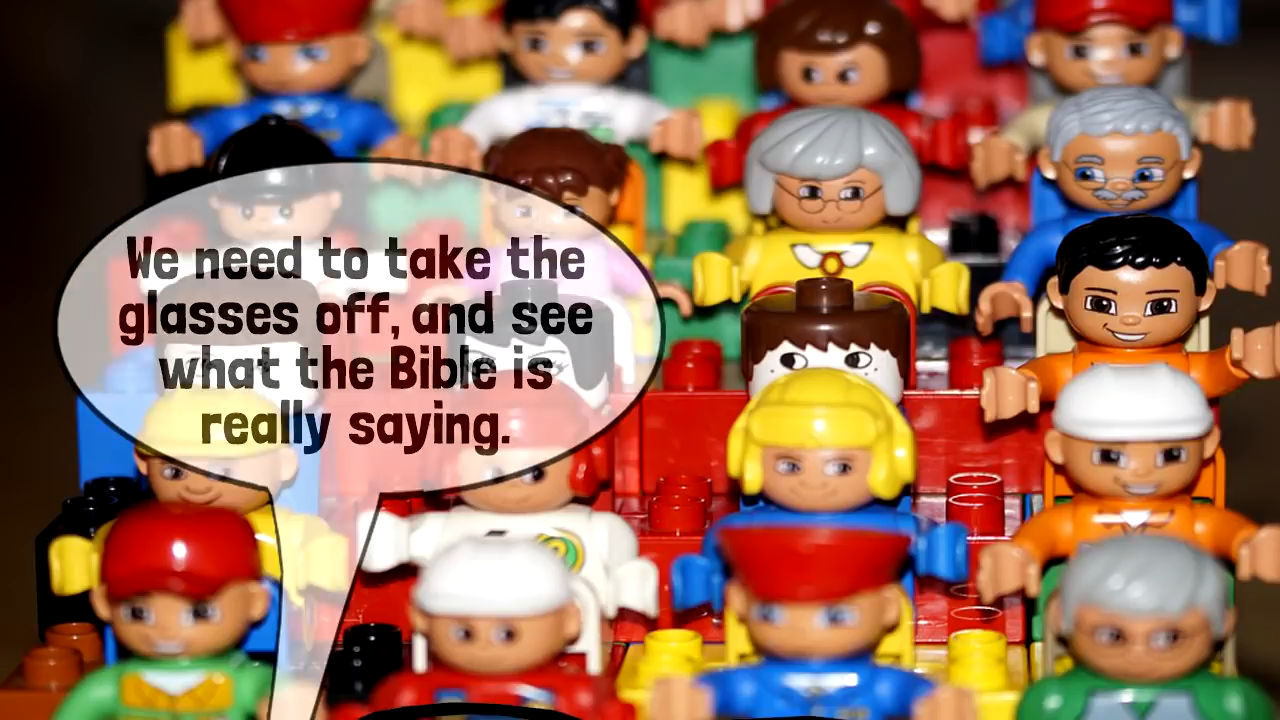 We need to take the
glasses off, and see
what the Bible is
really saying.